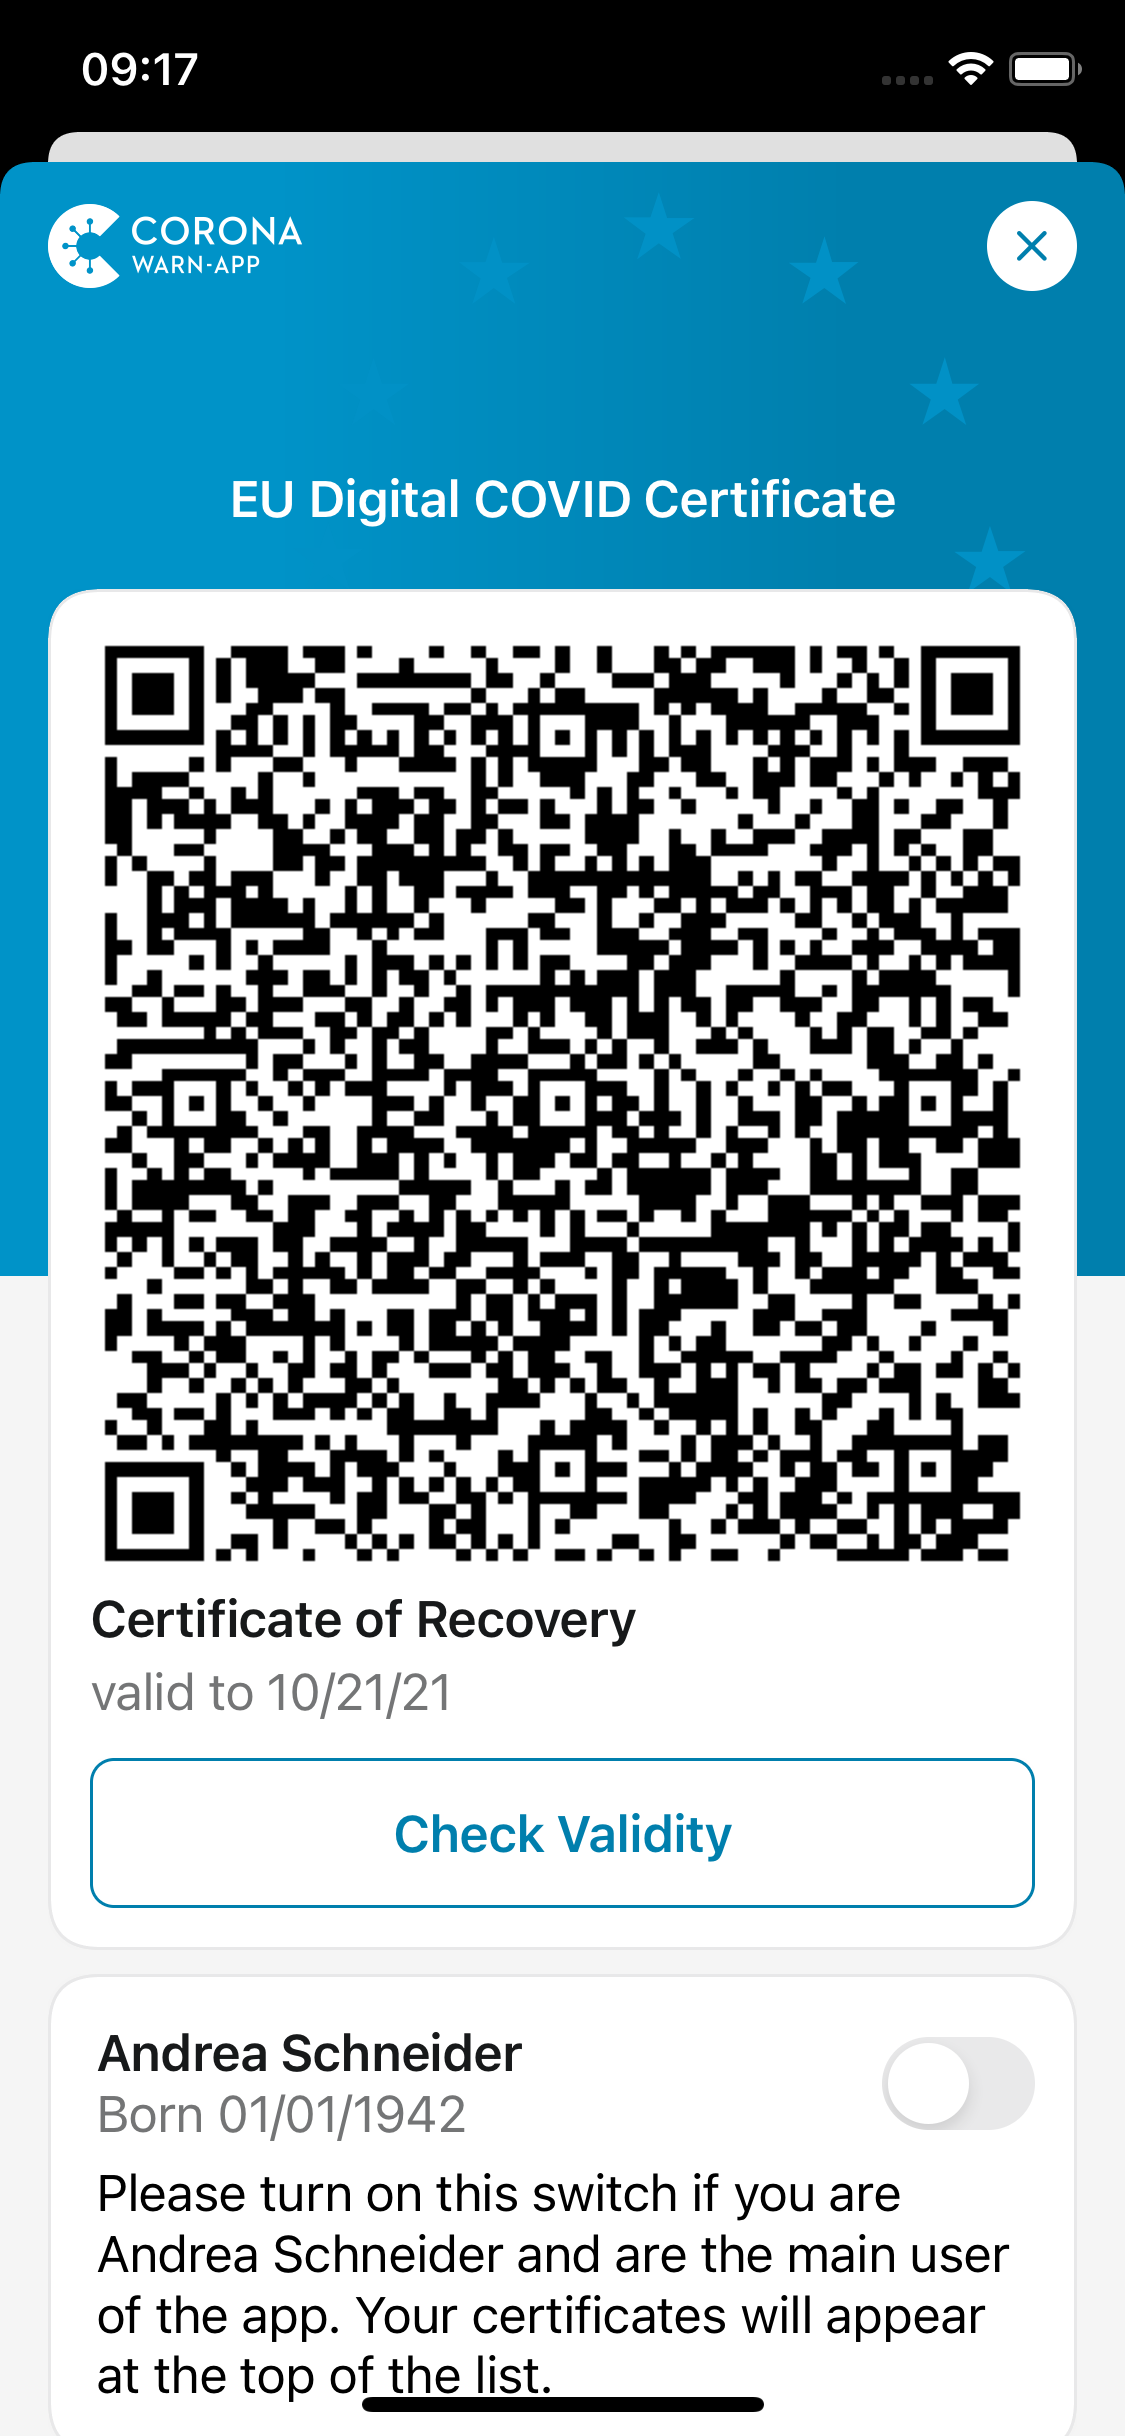 09:17
CORONA
WARN-APP
EU Digital COVID Certificate
Certificate of Recovery
valid to 10/21/21
Check Validity
Andrea Schneider
Born 01/01/1942
Please turn on this switch if you are
Andrea Schneider and are the main user
of the app. Your certificates will appear
at the top of the list.